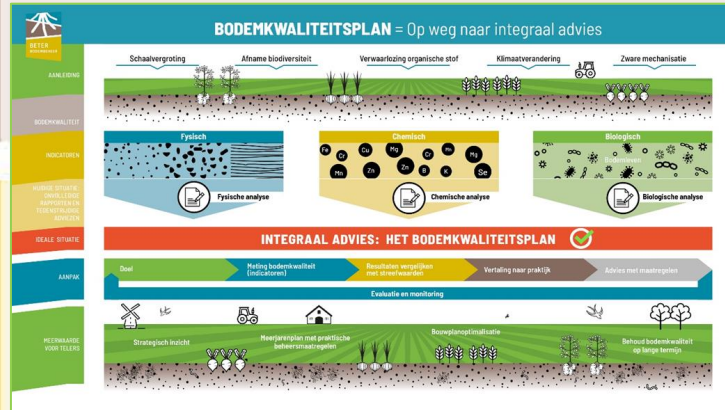 BODEMKWALITEITSPLAN = Op weg naar integraal advies
BETER
BODEMBEHEER
AANLEIDING
Schaalvergroting
Afname biodiversiteit
Verwaarlozing organische stof
Klimaatverandering
Zware mechanisatie
BODEMKWALITEIT
INDICATOREN
Fysisch
Chemisch
Biologisch
Fe
Cr
Cu
Mg
Cr
Mn
Mg
Mn
Zn
Zn
B
K
Se
Bodemleven
HUIDIGE SITUATIE:
ONVOLLEDIGE
RAPPORTEN EN
TEGENSTRIJDIGE
ADVIEZEN
Fysische analyse
Chemische analyse
Biologische analyse
IDEALE SITUATIE
INTEGRAAL ADVIES: HET BODEMKWALITEITSPLAN
AANPAK
Doel
Meting bodemkwaliteit
(indicatoren)
Resultaten vergelijken
met streefwaarden
Vertaling naar praktijk
Advies met maatregelen
Evaluatie en monitoring
MEERWAARDE
VOOR TELERS
Strategisch inzicht
Meerjarenplan met praktische
beheersmaatregelen
Bouwplanoptimalisatie
Behoud bodemkwaliteit
op lange termijn